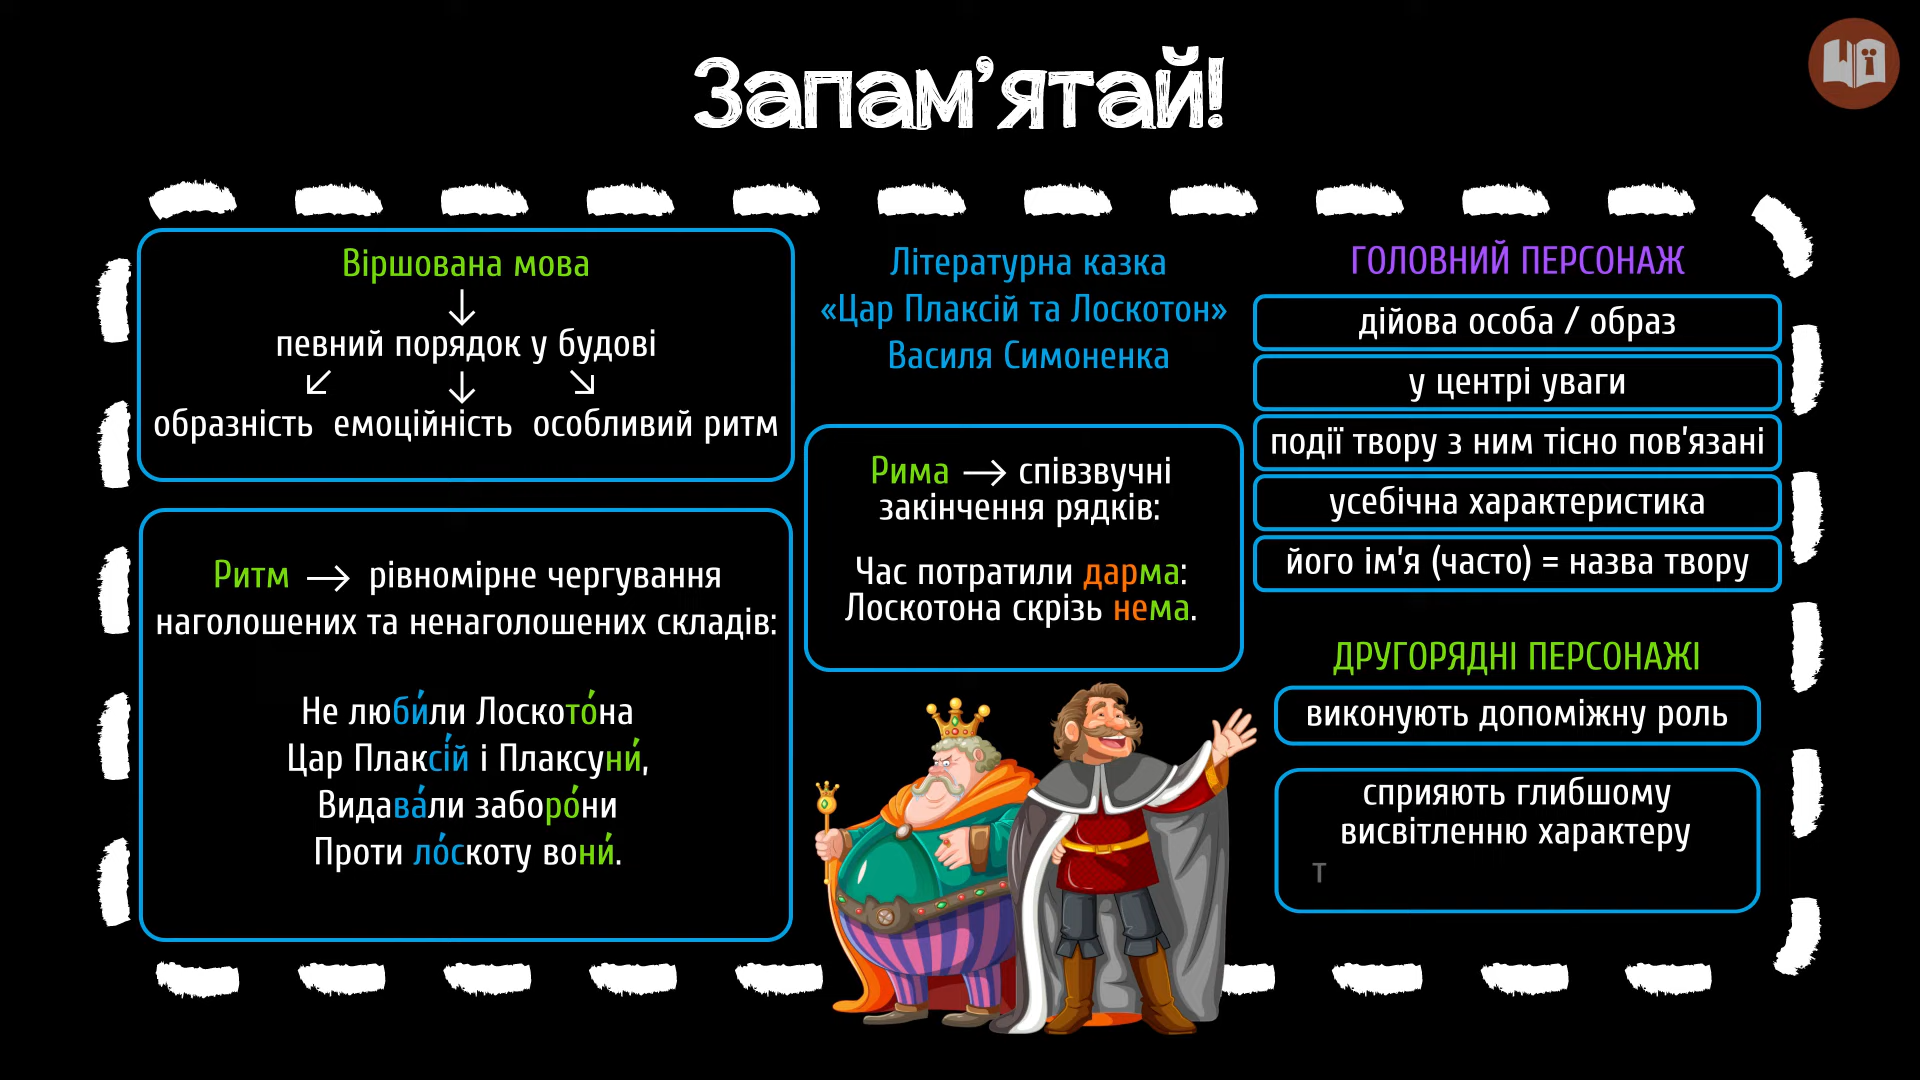 Запам’ятай!
Віршована мова
↓
певний порядок у будові
↙ ↓ ↘
образність емоційність особливий ритм
Ритм → рівномірне чергування
наголошених та ненаголошених складів:
Не люби́ли Лоското́на
Цар Плаксі́й і Плаксуни́,
Видава́ли заборо́ни
Проти ло́скоту вони́.
Літературна казка
«Цар Плаксій та Лоскотон»
Василя Симоненка
Рима → співзвучні
закінчення рядків:
Час потратили дарма:
Лоскотона скрізь нема.
ГОЛОВНИЙ ПЕРСОНАЖ
дійова особа / образ
у центрі уваги
події твору з ним тісно пов'язані
усебічна характеристика
його ім'я (часто) = назва твору
ДРУГОРЯДНІ ПЕРСОНАЖІ
виконують допоміжну роль
сприяють глибшому
висвітленню характеру
т